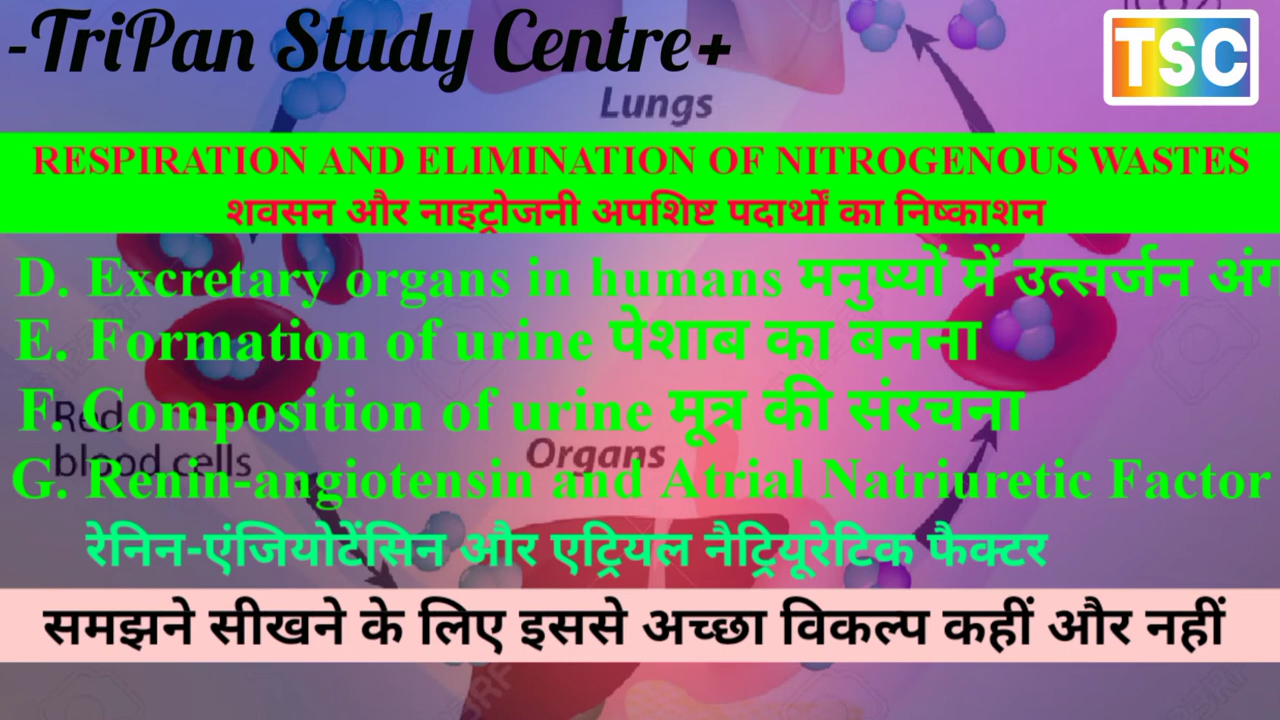 -TriPan Study Centre+
TSC
Lungs
RESPIRATION AND ELIMINATION OF NITROGENOUS WASTES
शवसन और नाइट्रोजनी अपशिष्ट पदार्थों का निष्काशन
D. Excretary organs in humans मनुष्यों में उत्सर्जन अंग
E. Formation of urine पेशाब का बनना
F. Composition of urine मूत्र की संरचना
Red
blood cells
Organs
G. Renin-angiotensin and Atrial Natriuretic Factor
रेनिन-एंजियोटेंसिन और एट्रियल नैट्रियूरेटिक फैक्टर
समझने सीखने के लिए इससे अच्छा विकल्प कहीं और नहीं